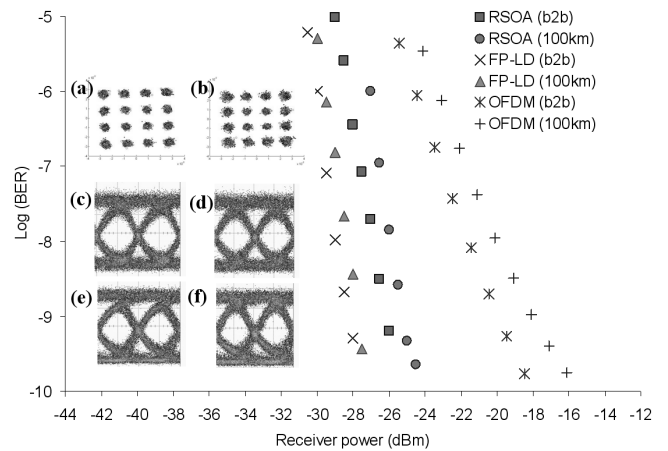 -5
-6
-7
-8
-9
-10
Log (BER)
-44 -42 -40 -38 -36 -34 -32 -30 -28 -26 -24 -22 -20 -18 -16 -14 -12
Receiver power (dBm)
RSOA (b2b)
RSOA (100km)
FP-LD (b2b)
FP-LD (100km)
OFDM (b2b)
OFDM (100km)
(a)
(b)
(c)
(d)
(e)
(f)